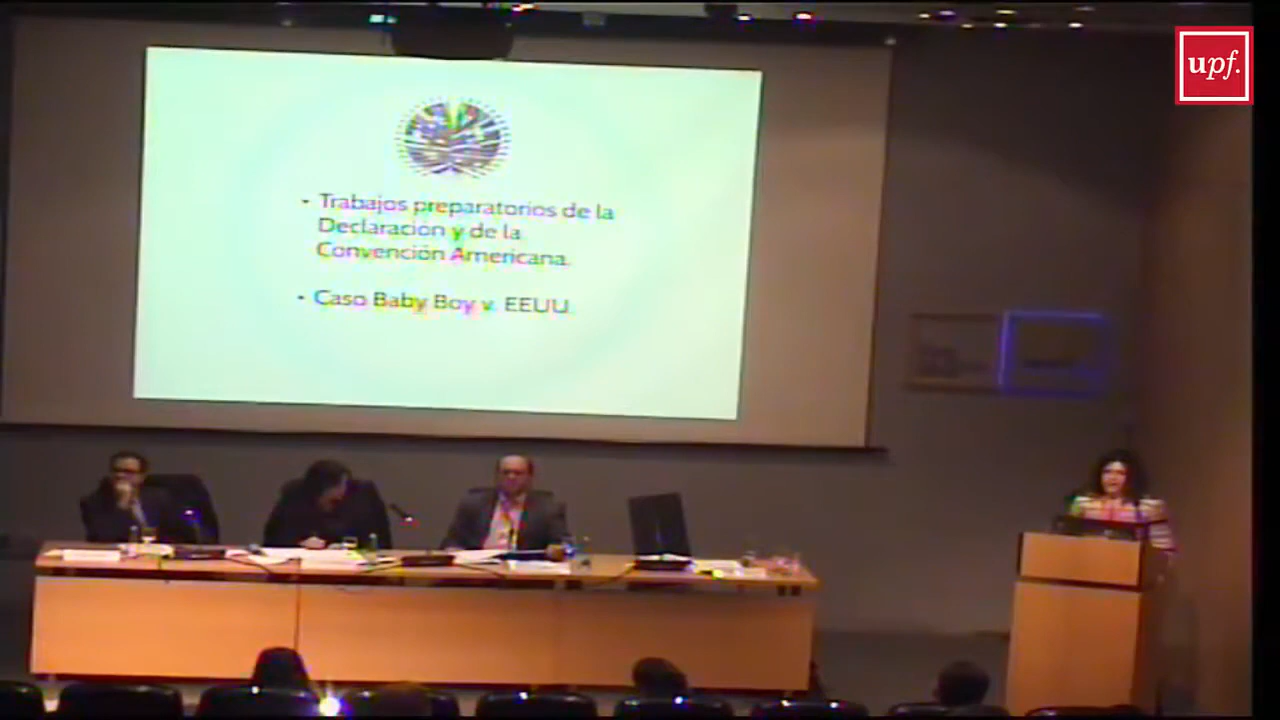 upf.
• Trabajos preparatorios de la
Declaración y de la
Convención Americana.
• Caso Baby Boy v. EEUU.